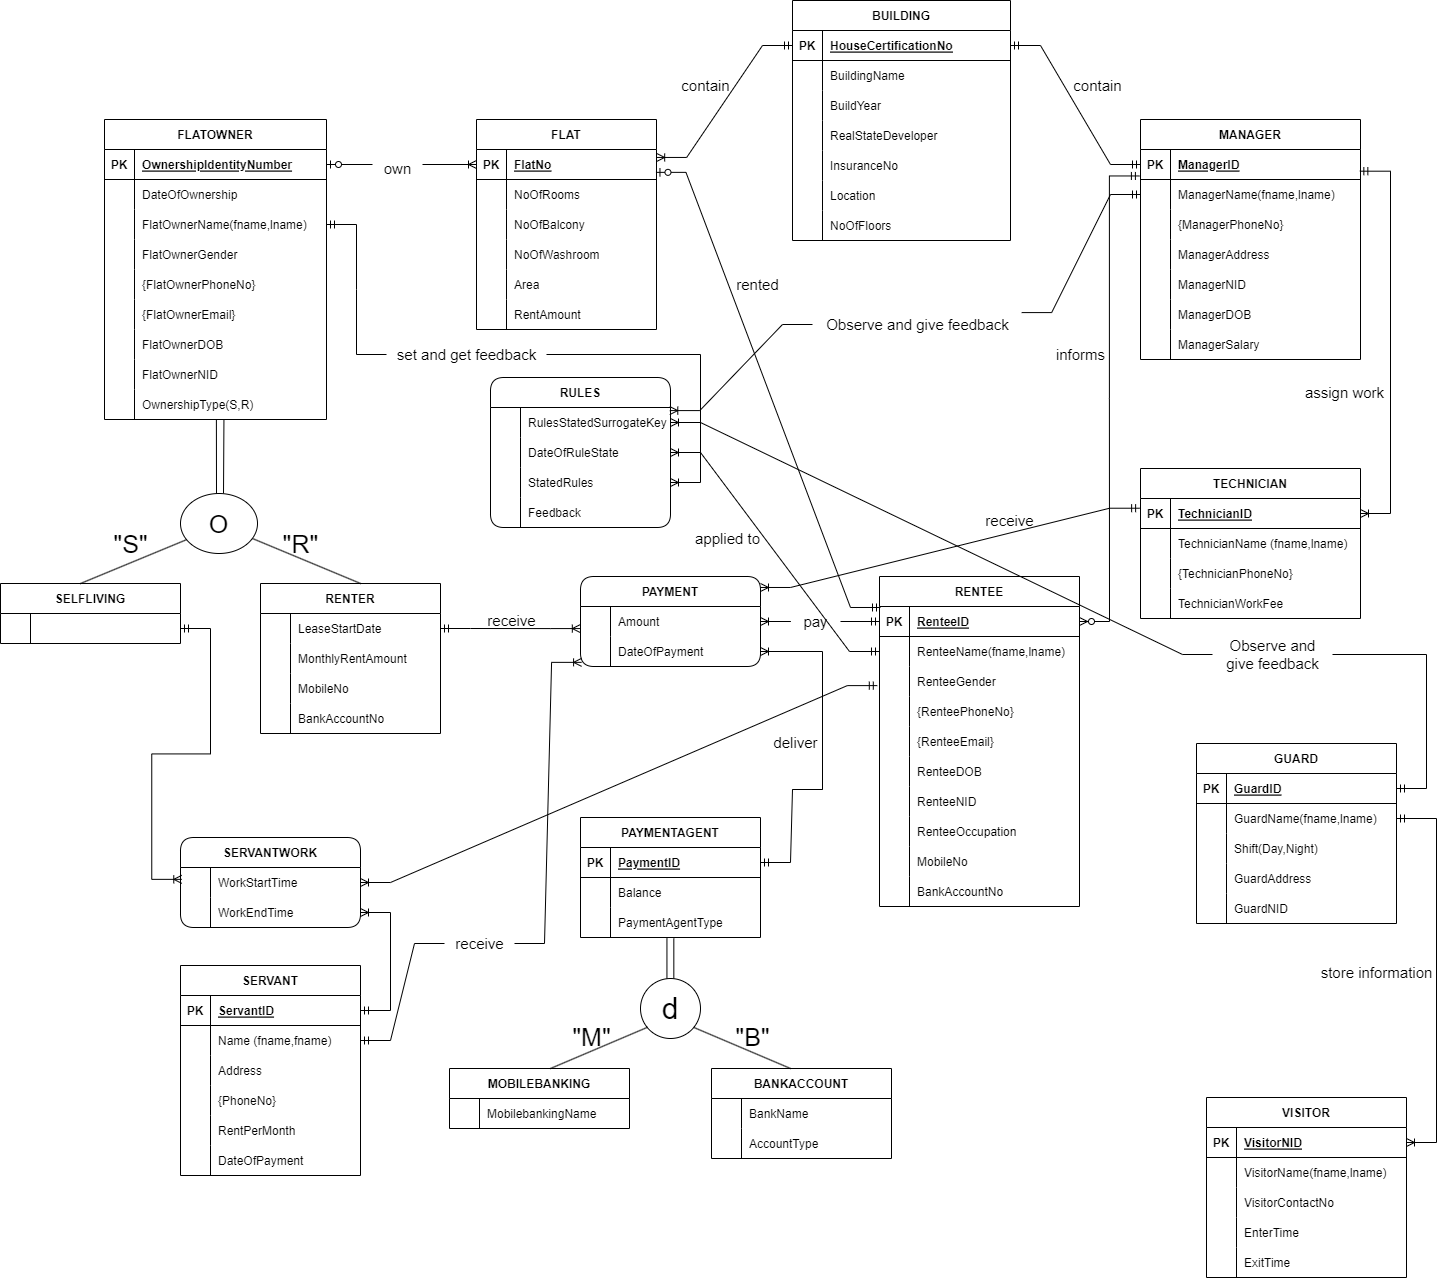 BUILDING
PK HouseCertificationNo
BuildingName
BuildYear
RealStateDeveloper
InsuranceNo
Location
NoOfFloors
contain
contain
FLATOWNER
PK OwnershipIdentityNumber
DateOfOwnership
FlatOwnerName(fname,lname)
FlatOwnerGender
{FlatOwnerPhoneNo}
{FlatOwnerEmail}
FlatOwnerDOB
FlatOwnerNID
OwnershipType(S,R)
own
FLAT
PK FlatNo
NoOfRooms
NoOfBalcony
NoOfWashroom
Area
RentAmount
MANAGER
PK ManagerID
ManagerName(fname,lname)
{ManagerPhoneNo}
ManagerAddress
ManagerNID
ManagerDOB
ManagerSalary
rented
Observe and give feedback
informs
set and get feedback
assign work
RULES
RulesStatedSurrogateKey
DateOfRuleState
StatedRules
Feedback
TECHNICIAN
PK TechnicianID
TechnicianName (fname,lname)
{TechnicianPhoneNo}
TechnicianWorkFee
O
"S"
"R"
applied to
receive
SELFLIVING
RENTER
LeaseStartDate
MonthlyRentAmount
MobileNo
BankAccountNo
receive
PAYMENT
Amount
DateOfPayment
pay
RENTEE
PK RenteeID
RenteeName(fname,lname)
RenteeGender
{RenteePhoneNo}
{RenteeEmail}
RenteeDOB
RenteeNID
RenteeOccupation
MobileNo
BankAccountNo
Observe and
give feedback
deliver
GUARD
PK GuardID
GuardName(fname,lname)
Shift(Day,Night)
GuardAddress
GuardNID
SERVANTWORK
WorkStartTime
WorkEndTime
PAYMENTAGENT
PK PaymentID
Balance
PaymentAgentType
receive
store information
SERVANT
PK ServantID
Name (fname,fname)
Address
{PhoneNo}
RentPerMonth
DateOfPayment
d
"M"
"B"
MOBILEBANKING
MobilebankingName
BANKACCOUNT
BankName
AccountType
VISITOR
PK VisitorNID
VisitorName(fname,lname)
VisitorContactNo
EnterTime
ExitTime